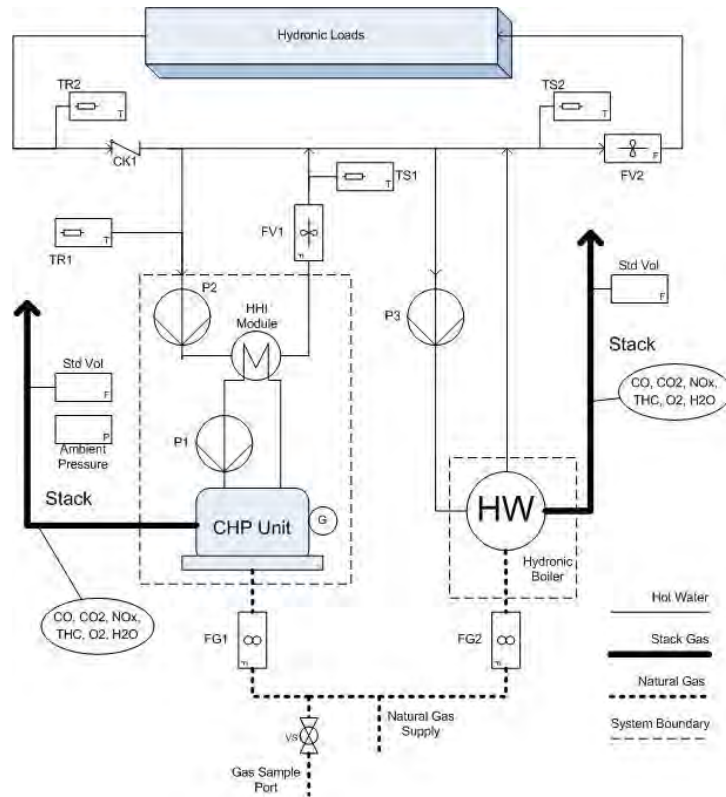 Hydronic Loads
TR2
T
CK1
TS2
T
F
FV2
TS1
T
FV1
F
TR1
T
P2
HHI
Module
P3
Std Vol
F
Stack
CO, CO2, NOx,
THC, O2, H2O
Std Vol
F
P
Ambient
Pressure
P1
Stack
CHP Unit
G
HW
Hydronic
Boiler
CO, CO2, NOx,
THC, O2, H2O
FG1
F
FG2
F
Hot Water
Stack Gas
Natural Gas
System Boundary
Natural Gas
Supply
VS
Gas Sample
Port